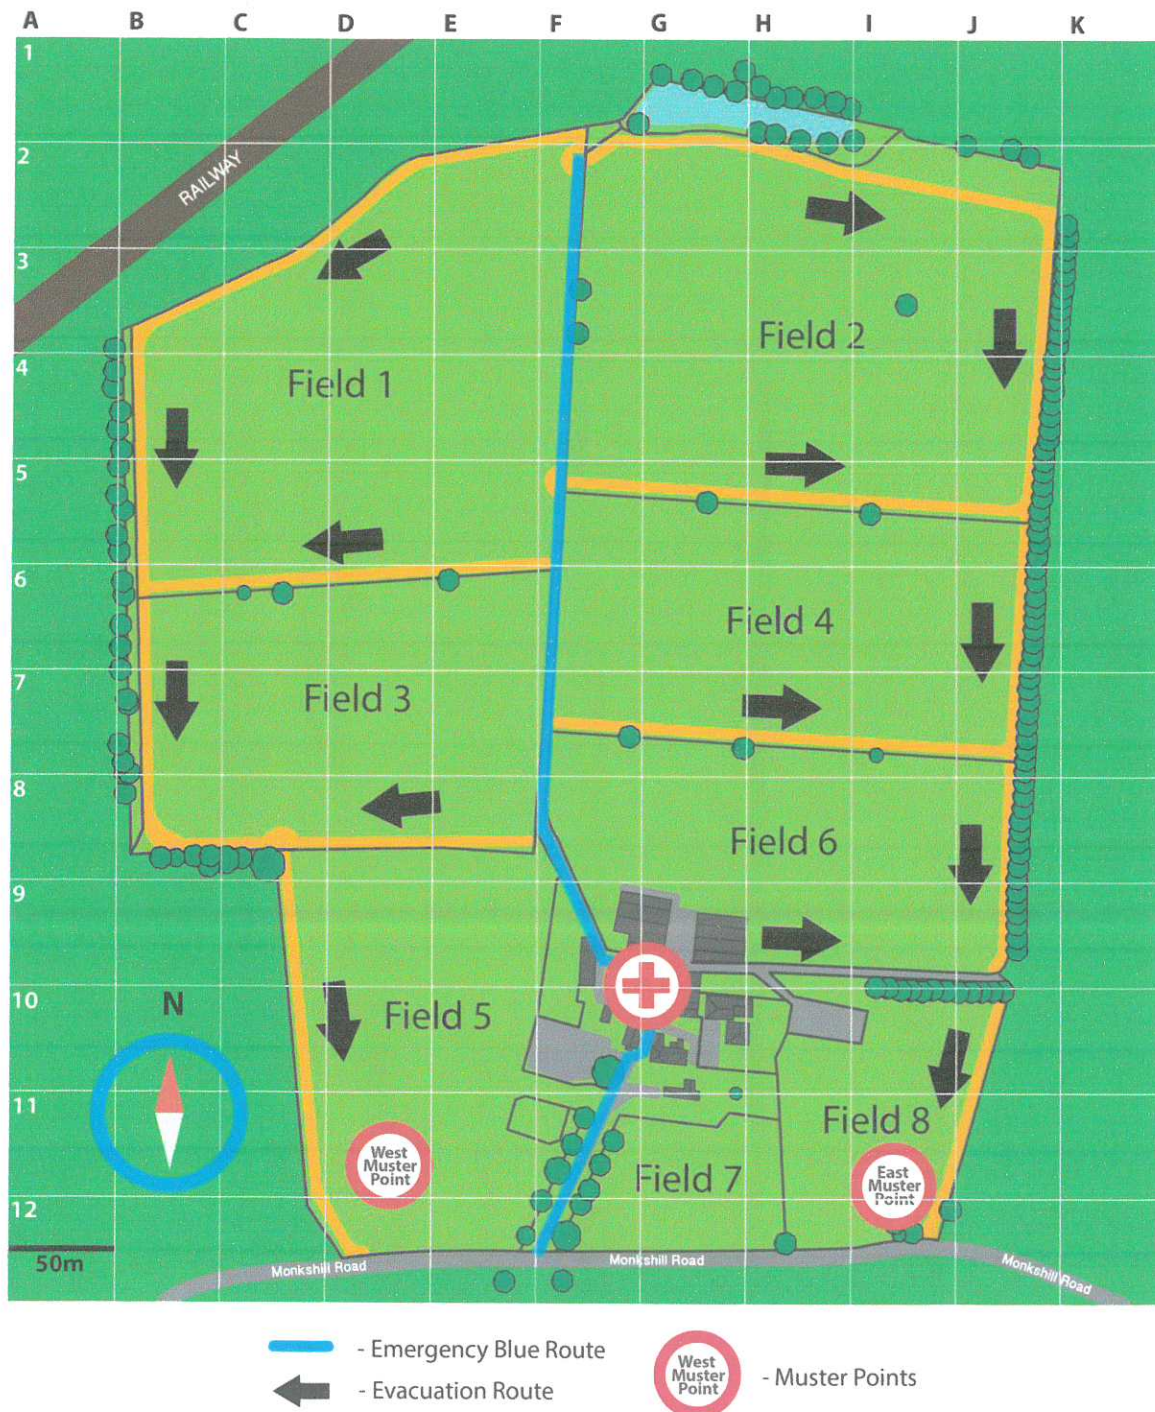 A B C D E F G H I J K
1
2
RAILWAY
3
Field 2
4
Field 1
5
6
Field 4
7
Field 3
8
Field 6
9
10
N
Field 5
11
Field 8
West
Muster
Point
East
Muster
Point
Field 7
12
50m
Monkshill Road
Monkshill Road
Monkshill Road
- Emergency Blue Route
- Evacuation Route
West
Muster
Point
- Muster Points